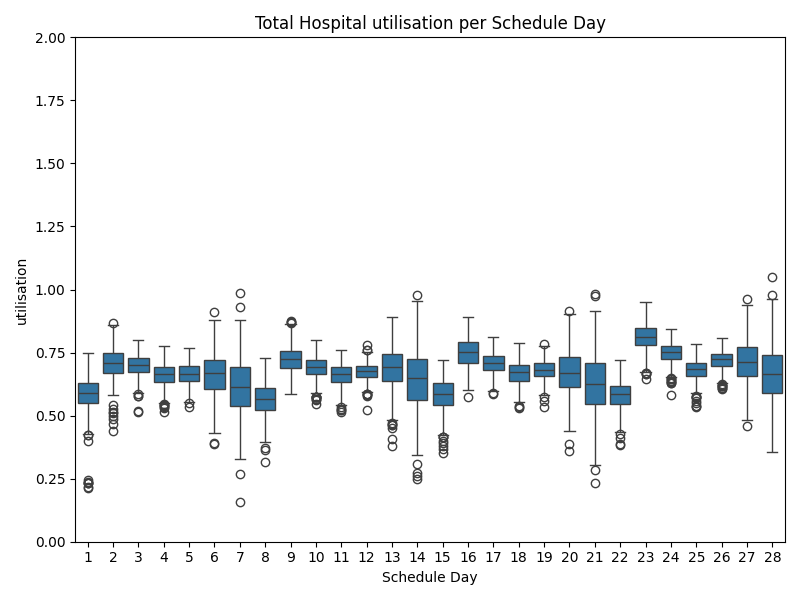 Total Hospital utilisation per Schedule Day
2.00
1.75
1.50
1.25
1.00
0.75
0.50
0.25
0.00
utilisation
1 2 3 4 5 6 7 8 9 10 11 12 13 14 15 16 17 18 19 20 21 22 23 24 25 26 27 28
Schedule Day